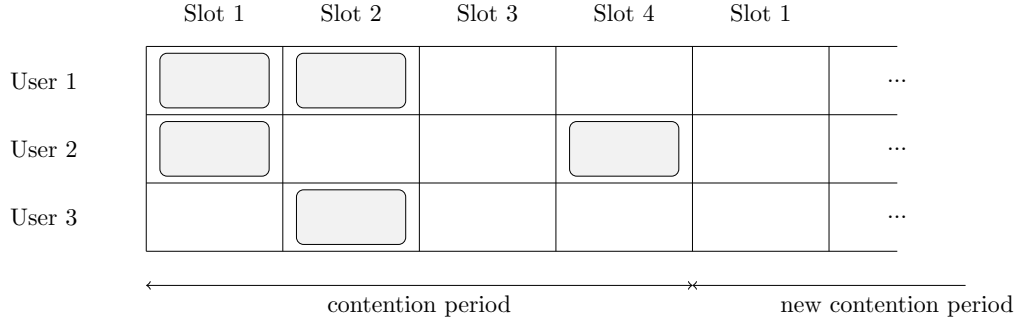 Slot 1 Slot 2 Slot 3 Slot 4 Slot 1
User 1 ...
User 2 ...
User 3 ...
contention period new contention period